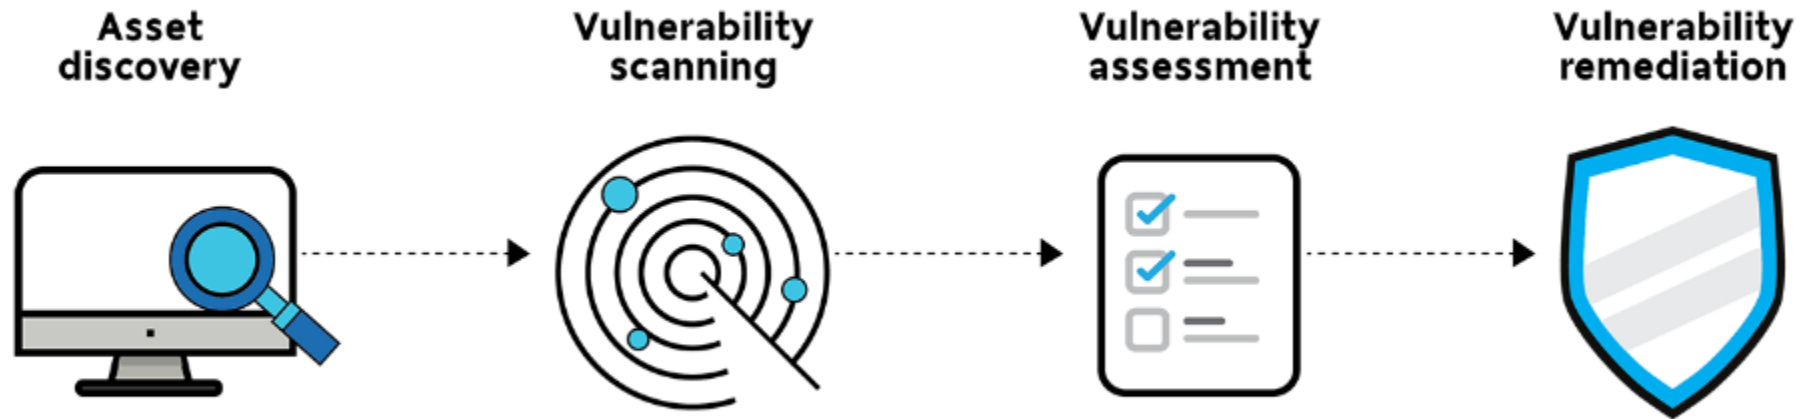 Asset
discovery
Vulnerability
scanning
Vulnerability
assessment
Vulnerability
remediation